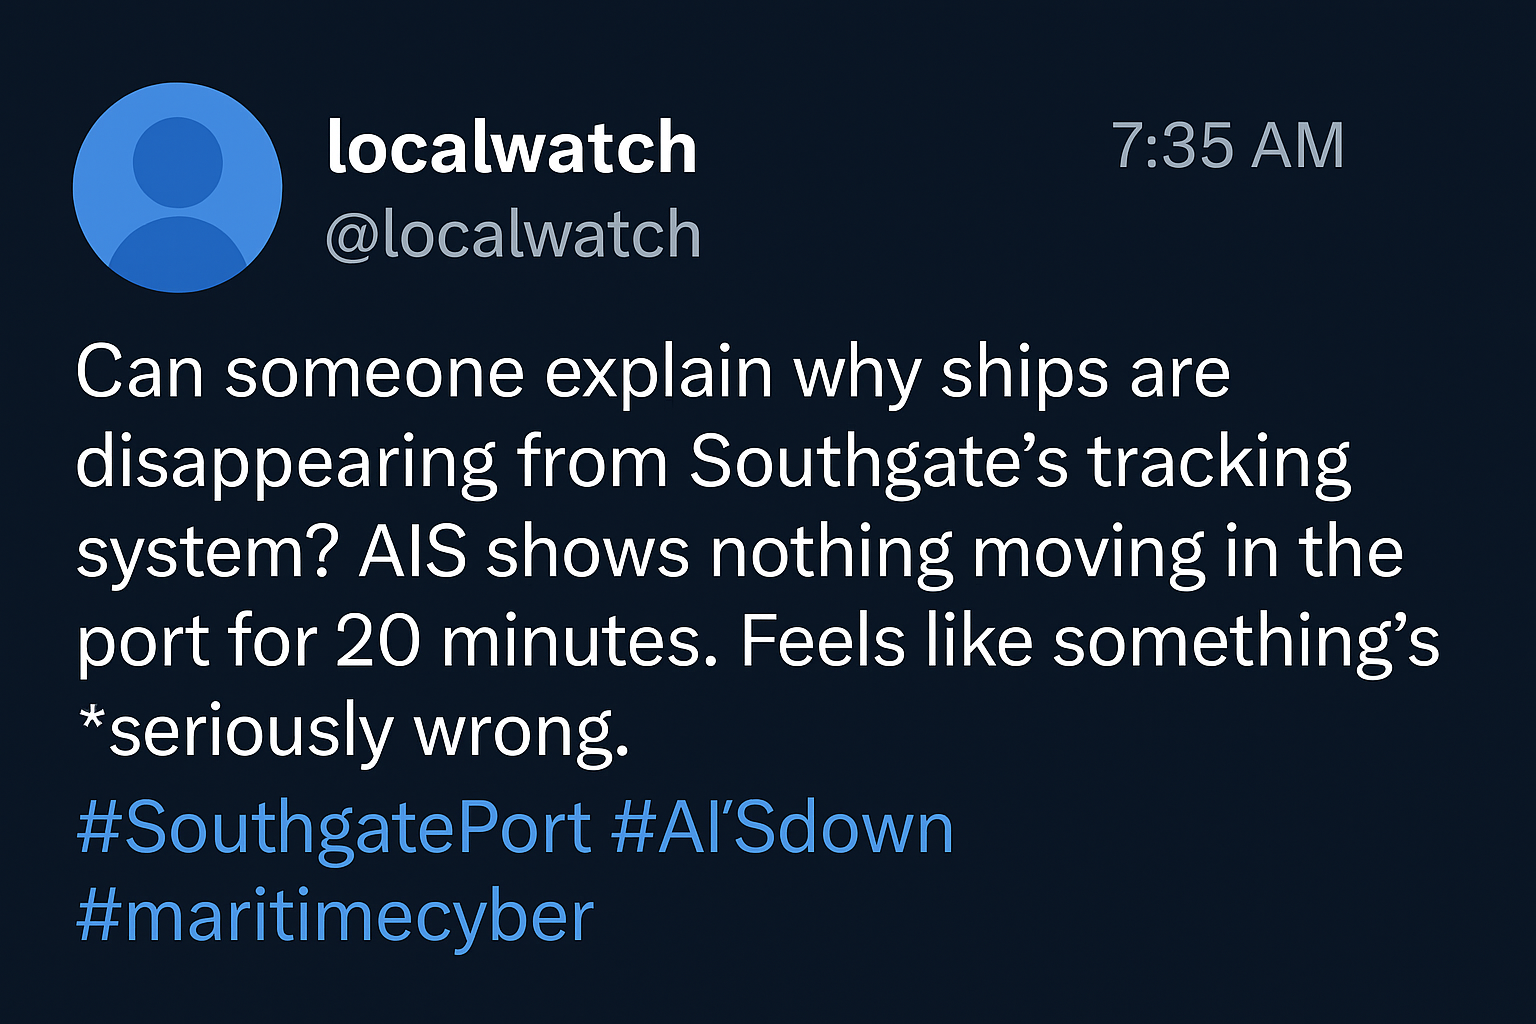 localwatch
7:35 AM
@localwatch
Can someone explain why ships are
disappearing from Southgate’s tracking
system? AIS shows nothing moving in the
port for 20 minutes. Feels like something’s
*seriously wrong.
#SouthgatePort #AI′Sdown
#maritimecyber